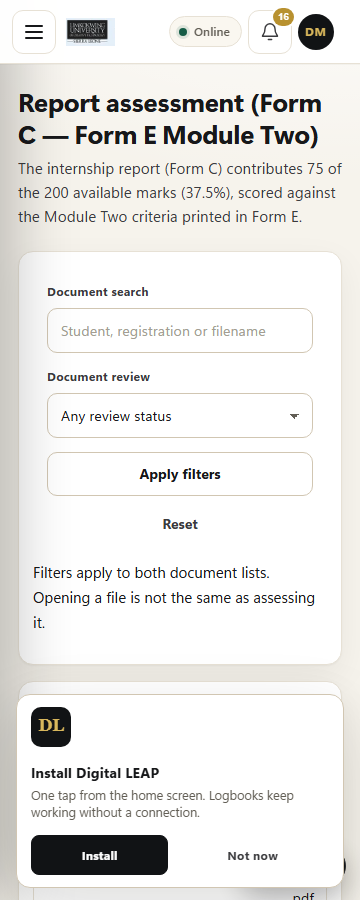 LIMKOKWING
UNIVERSITY
SIERRA LEONE
Online
16
DM
Report assessment (Form
C — Form E Module Two)
The internship report (Form C) contributes 75 of
the 200 available marks (37.5%), scored against
the Module Two criteria printed in Form E.
Document search
Student, registration or filename
Document review
Any review status
Apply filters
Reset
Filters apply to both document lists.
Opening a file is not the same as assessing
it.
DL
Install Digital LEAP
One tap from the home screen. Logbooks keep
working without a connection.
Install
Not now
pdf